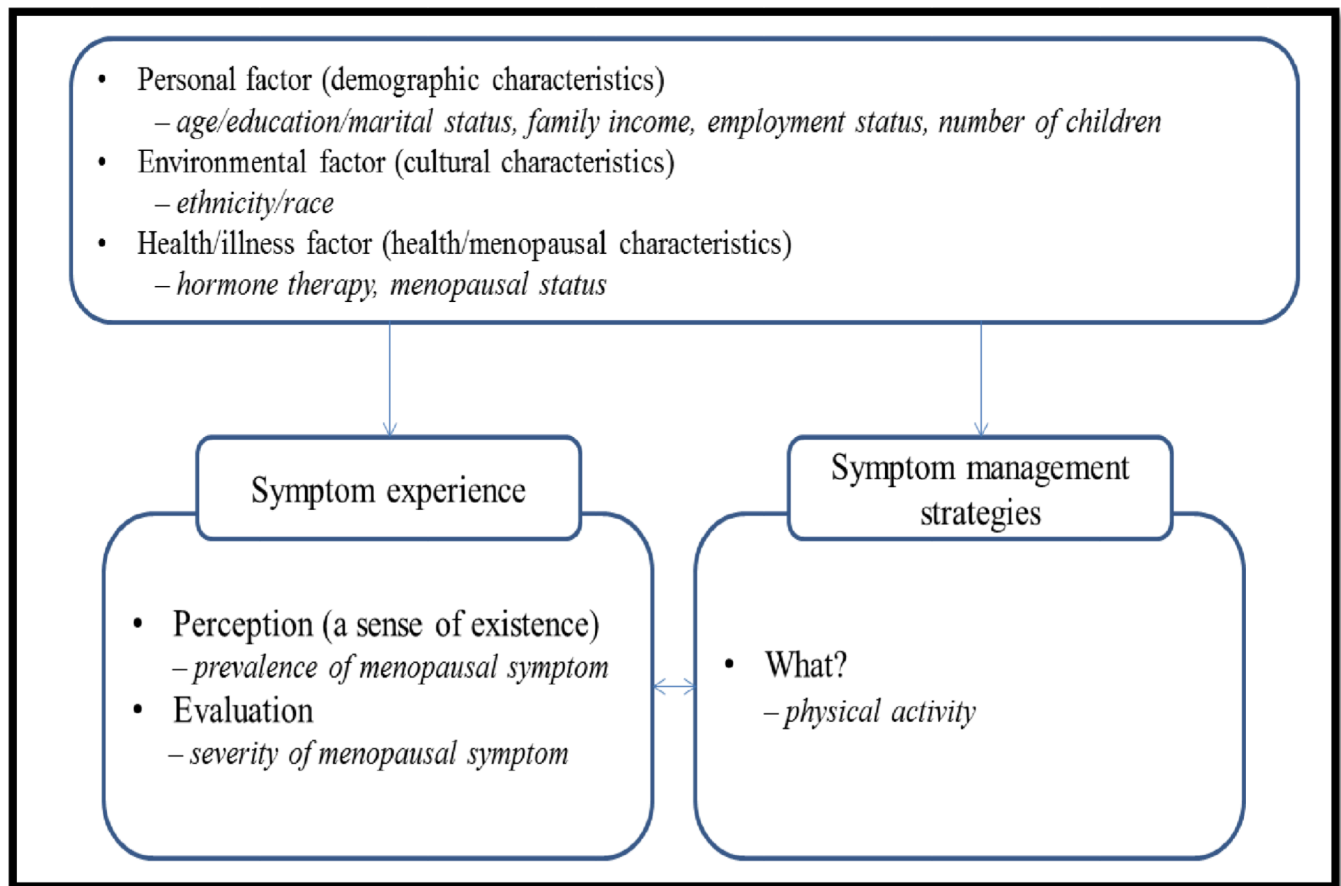 • Personal factor (demographic characteristics)
– age/education/marital status, family income, employment status, number of children
• Environmental factor (cultural characteristics)
– ethnicity/race
• Health/illness factor (health/menopausal characteristics)
– hormone therapy, menopausal status
Symptom experience
• Perception (a sense of existence)
– prevalence of menopausal symptom
• Evaluation
– severity of menopausal symptom
Symptom management
strategies
• What?
– physical activity